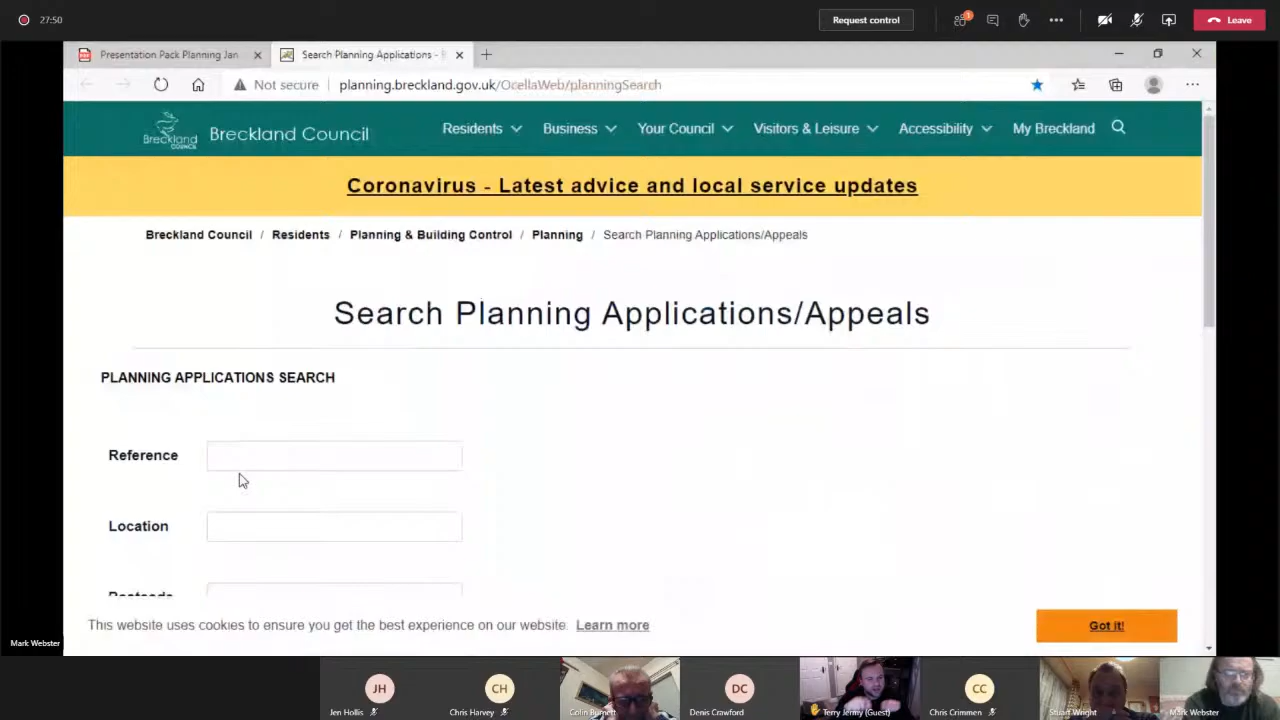 27:50
Request control
1
Leave
Presentation Pack Planning Jan
Search Planning Applications - B
Not secure
planning.breckland.gov.uk/OcellaWeb/planningSearch
BRECKLAND COUNCIL
Breckland Council
Residents
Business
Your Council
Visitors & Leisure
Accessibility
My Breckland
Coronavirus - Latest advice and local service updates
Breckland Council / Residents / Planning & Building Control / Planning / Search Planning Applications/Appeals
Search Planning Applications/Appeals
PLANNING APPLICATIONS SEARCH
Reference
Location
Postcode
This website uses cookies to ensure you get the best experience on our website. Learn more
Got it!
Mark Webster
JH
Jen Hollis
CH
Chris Harvey
Colin Burnett
DC
Denis Crawford
Terry Jermy (Guest)
CC
Chris Crimmen
Stuart Wright
Mark Webster